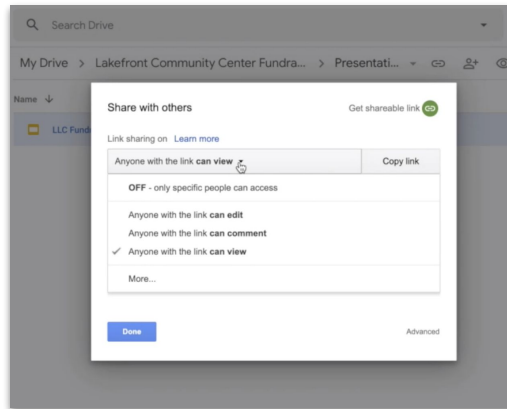 Search Drive
My Drive > Lakefront Community Center Fundra... > Presentati...
Name
LLC Fund
Share with others
Get shareable link
Link sharing on Learn more
Anyone with the link can view
Copy link
OFF - only specific people can access
Anyone with the link can edit
Anyone with the link can comment
Anyone with the link can view
More...
Done
Advanced